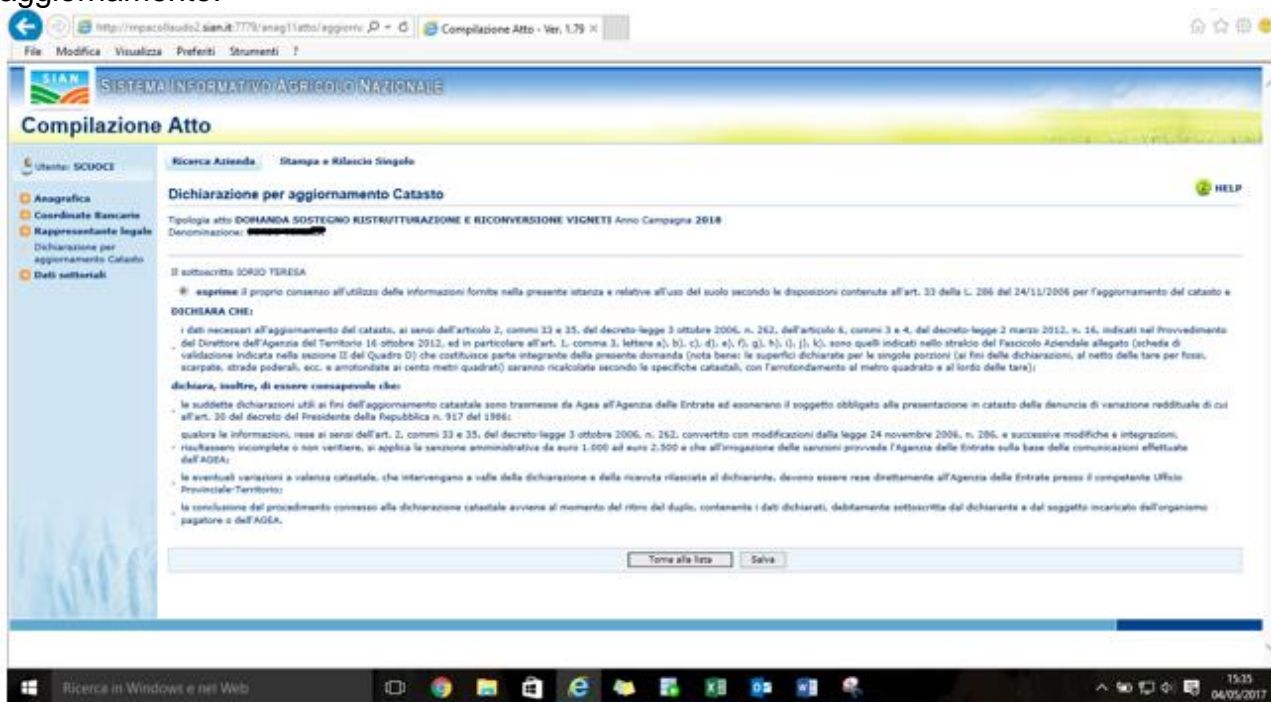 aggiornamento.
http://mpacollaudo2.sian.it:7779/anag11atto/aggiorn
Compilazione Atto - Ver. 1.79
File Modifica Visualizza Preferiti Strumenti ?
SIAN
SISTEMA INFORMATIVO AGRICOLO NAZIONALE
Compilazione Atto
Utente: SCUOCI
Ricerca Azienda Stampa e Rilascio Singolo
HELP
Anagrafica
Coordinate Bancarie
Rappresentante legale
Dichiarazione per
aggiornamento Catasto
Dati settoriali
Dichiarazione per aggiornamento Catasto
Tipologia atto DOMANDA SOSTEGNO RISTRUTTURAZIONE E RICONVERSIONE VIGNETI Anno Campagna 2018
Denominazione:
Il sottoscritto IORIO TERESA
esprime il proprio consenso all'utilizzo delle informazioni fornite nella presente istanza e relative all'uso del suolo secondo le disposizioni contenute all'art. 33 della L. 286 del 24/11/2006 per l'aggiornamento del catasto e
DICHIARA CHE:
i dati necessari all'aggiornamento del catasto, ai sensi dell'articolo 2, commi 33 e 35, del decreto-legge 3 ottobre 2006, n. 262, dell'articolo 6, commi 3 e 4, del decreto-legge 2 marzo 2012, n. 16, indicati nel Provvedimento
del Direttore dell'Agenzia del Territorio 16 ottobre 2012, ed in particolare all'art. 1, comma 3, lettere a), b), c), d), e), f), g), h), i), j), k), sono quelli indicati nello stralcio del Fascicolo Aziendale allegato (scheda di
validazione indicata nella sezione II del Quadro D) che costituisce parte integrante della presente domanda (nota bene: le superfici dichiarate per le singole porzioni (ai fini delle dichiarazioni, al netto delle tare per fossi,
scarpate, strade poderali, ecc. e arrotondate ai cento metri quadrati) saranno ricalcolate secondo le specifiche catastali, con l'arrotondamento al metro quadrato e al lordo delle tare);
dichiara, inoltre, di essere consapevole che:
- le suddette dichiarazioni utili ai fini dell'aggiornamento catastale sono trasmesse da Agea all'Agenzia delle Entrate ed esonerano il soggetto obbligato alla presentazione in catasto della denuncia di variazione reddituale di cui
all'art. 30 del decreto del Presidente della Repubblica n. 917 del 1986;
qualora le informazioni, rese ai sensi dell'art. 2, commi 33 e 35, del decreto-legge 3 ottobre 2006, n. 262, convertito con modificazioni dalla legge 24 novembre 2006, n. 286, e successive modifiche e integrazioni,
- risultassero incomplete o non veritiere, si applica la sanzione amministrativa da euro 1.000 ad euro 2.500 e che all'irrogazione delle sanzioni provvede l'Agenzia delle Entrate sulla base delle comunicazioni effettuate
dall'AGEA;
- le eventuali variazioni a valenza catastale, che intervengano a valle della dichiarazione e della ricevuta rilasciata al dichiarante, devono essere rese direttamente all'Agenzia delle Entrate presso il competente Ufficio
Provinciale-Territorio;
- la conclusione del procedimento connesso alla dichiarazione catastale avviene al momento del ritiro del duplo, contenente i dati dichiarati, debitamente sottoscritta dal dichiarante e dal soggetto incaricato dell'organismo
pagatore o dell'AGEA.
Torna alla lista Salva
Ricerca in Windows e nel Web
15:35
04/05/2017